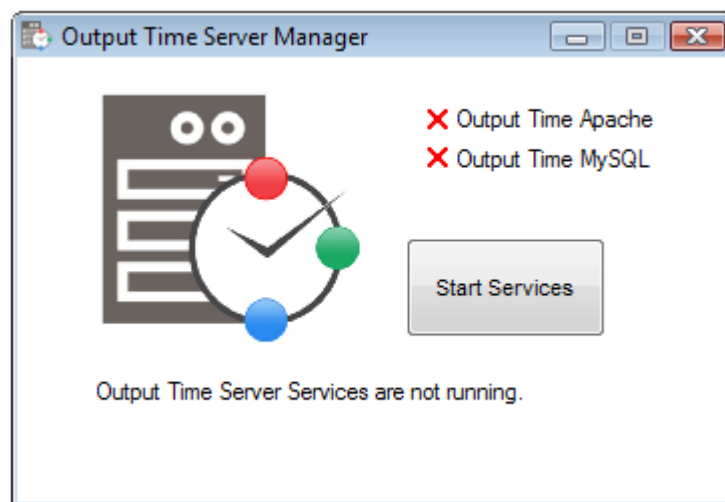 Output Time Server Manager
Output Time Apache
Output Time MySQL
Start Services
Output Time Server Services are not running.